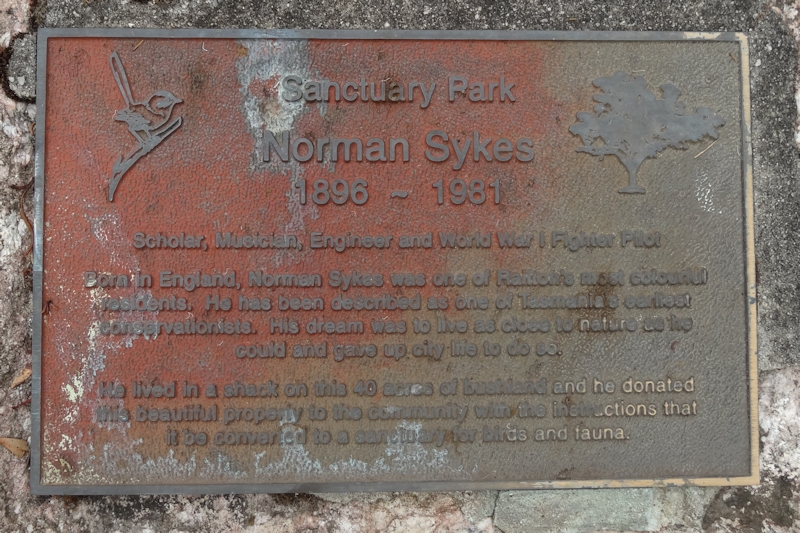 Sanctuary Park
Norman Sykes
1896 ~ 1981
Scholar, Musician, Engineer and World War I Fighter Pilot
Born in England, Norman Sykes was one of Railton's most colourful
residents. He has been described as one of Tasmania's earliest
conservationists. His dream was to live as close to nature as he
could and gave up city life to do so.
He lived in a shack on this 40 acres of bushland and he donated
this beautiful property to the community with the instructions that
it be converted to a sanctuary for birds and fauna.